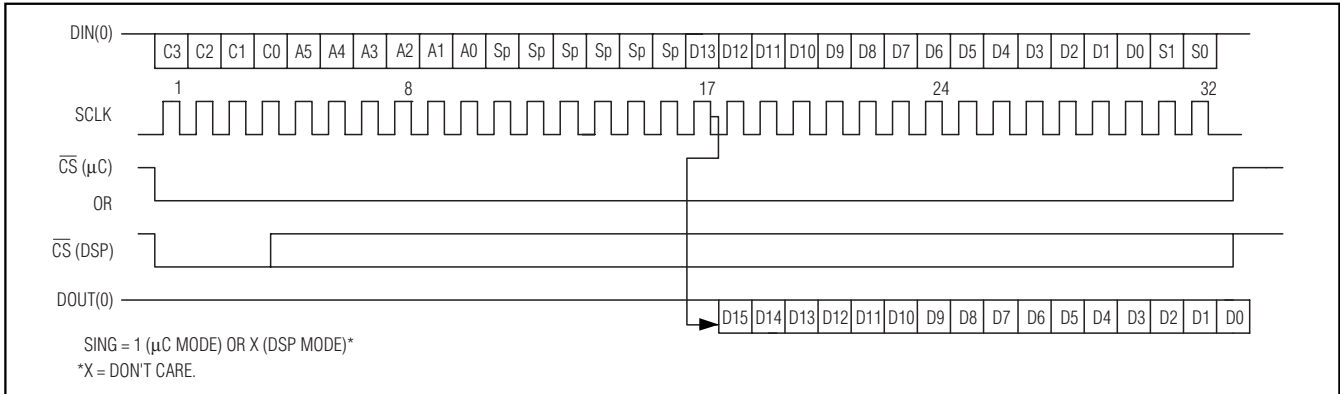 DIN(0)
C3 C2 C1 C0 A5 A4 A3 A2 A1 A0 Sp Sp Sp Sp Sp Sp D13 D12 D11 D10 D9 D8 D7 D6 D5 D4 D3 D2 D1 D0 S1 S0
1 8 17 24 32
SCLK
CS (μC)
OR
CS (DSP)
DOUT(0)
D15 D14 D13 D12 D11 D10 D9 D8 D7 D6 D5 D4 D3 D2 D1 D0
SING = 1 (μC MODE) OR X (DSP MODE)*
*X = DON'T CARE.